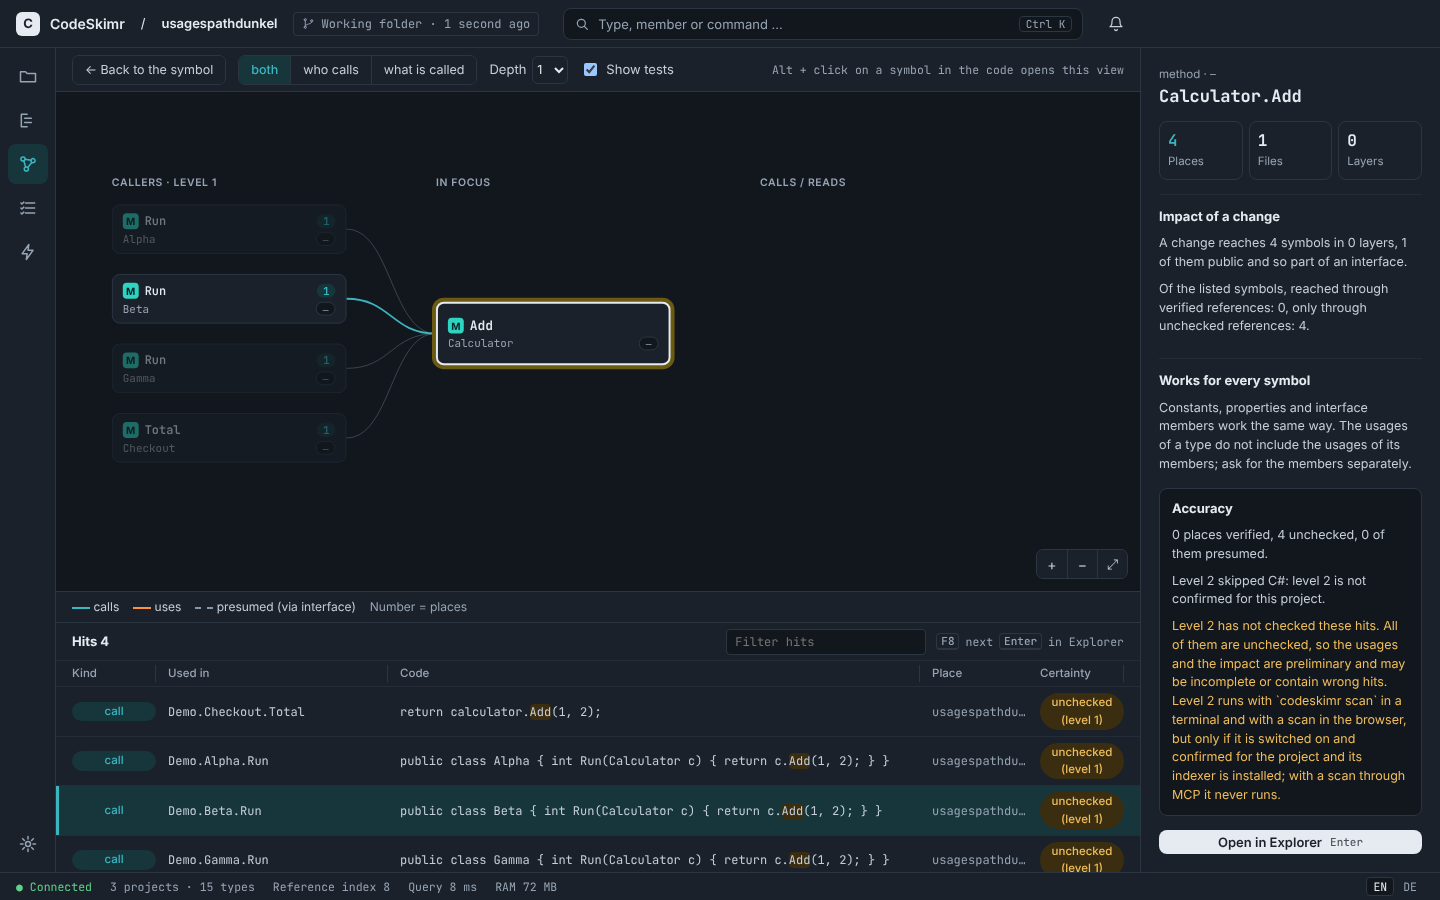 C CodeSkimr / usagespathdunkel Working folder · 1 second ago Type, member or command ... Ctrl K
← Back to the symbol both who calls what is called Depth 1 Show tests Alt + click on a symbol in the code opens this view
CALLERS · LEVEL 1 IN FOCUS CALLS / READS
M Run 1
Alpha –
M Run 1
Beta –
M Run 1
Gamma –
M Total 1
Checkout –
M Add
Calculator –
+ − ⤢
calls uses presumed (via interface) Number = places
Hits 4 Filter hits F8 next Enter in Explorer
Kind Used in Code Place Certainty
call Demo.Checkout.Total return calculator.Add(1, 2); usagespathdu… unchecked
(level 1)
call Demo.Alpha.Run public class Alpha { int Run(Calculator c) { return c.Add(1, 2); } } usagespathdu… unchecked
(level 1)
call Demo.Beta.Run public class Beta { int Run(Calculator c) { return c.Add(1, 2); } } usagespathdu… unchecked
(level 1)
call Demo.Gamma.Run public class Gamma { int Run(Calculator c) { return c.Add(1, 2); } } usagespathdu… unchecked
(level 1)
method · –
Calculator.Add
4 1 0
Places Files Layers
Impact of a change
A change reaches 4 symbols in 0 layers, 1
of them public and so part of an interface.
Of the listed symbols, reached through
verified references: 0, only through
unchecked references: 4.
Works for every symbol
Constants, properties and interface
members work the same way. The usages
of a type do not include the usages of its
members; ask for the members separately.
Accuracy
0 places verified, 4 unchecked, 0 of
them presumed.
Level 2 skipped C#: level 2 is not
confirmed for this project.
Level 2 has not checked these hits. All
of them are unchecked, so the usages
and the impact are preliminary and may
be incomplete or contain wrong hits.
Level 2 runs with `codeskimr scan` in a
terminal and with a scan in the browser,
but only if it is switched on and
confirmed for the project and its
indexer is installed; with a scan through
MCP it never runs.
Open in Explorer Enter
● Connected 3 projects · 15 types Reference index 8 Query 8 ms RAM 72 MB EN DE